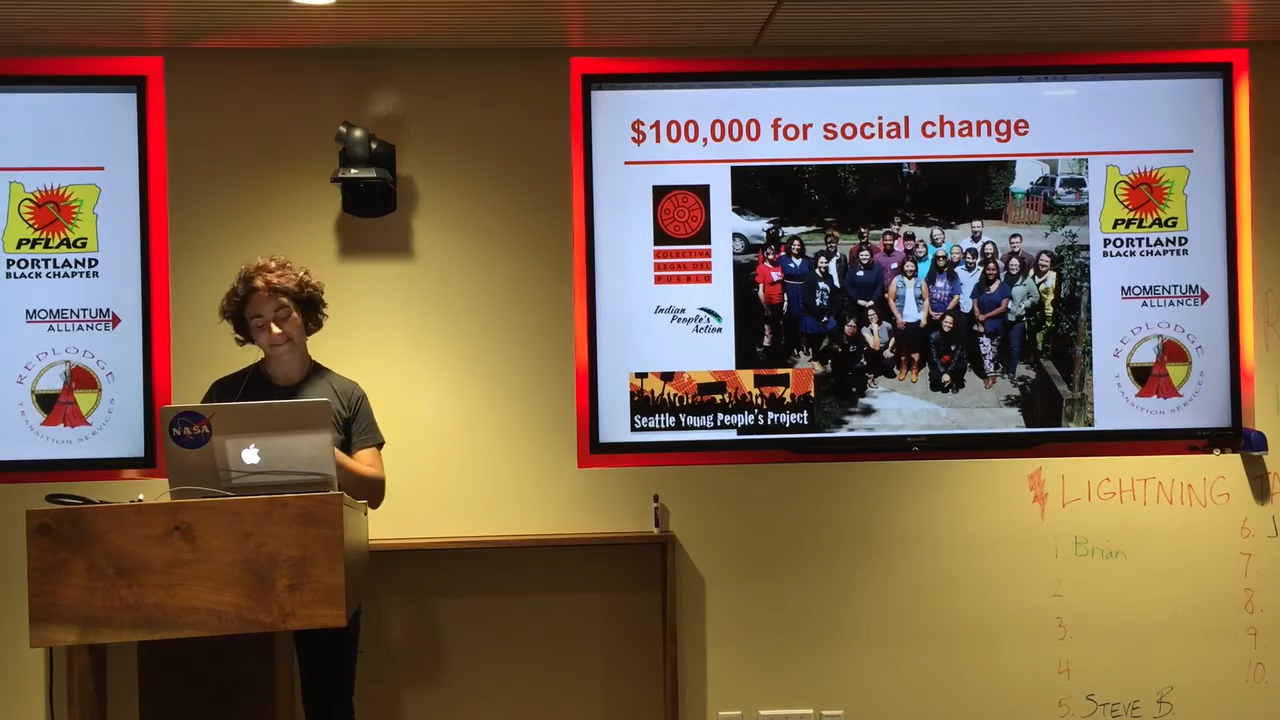 PFLAG
PORTLAND
BLACK CHAPTER
MOMENTUM
ALLIANCE
REDLODGE
TRANSITION SERVICES
NASA
$100,000 for social change
COLECTIVA
LEGAL DEL
PUEBLO
Indian
People's
Action
Seattle Young People's Project
PFLAG
PORTLAND
BLACK CHAPTER
MOMENTUM
ALLIANCE
REDLODGE
TRANSITION SERVICES
LIGHTNING
1 Brian
2
3.
4
5. STEVE B.
6. J
7.
8.
9.
10.